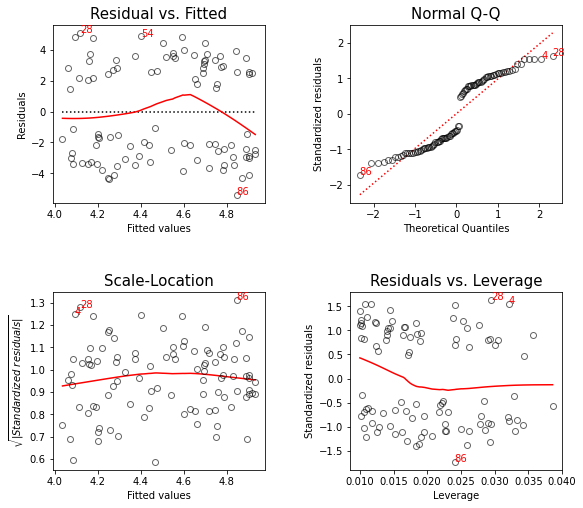 Residual vs. Fitted
28
54
86
4
2
0
−2
−4
Residuals
4.0 4.2 4.4 4.6 4.8
Fitted values
Normal Q-Q
4 28
86
2
1
0
−1
−2
Standardized residuals
−2 −1 0 1 2
Theoretical Quantiles
Scale-Location
86
28
4
1.3
1.2
1.1
1.0
0.9
0.8
0.7
0.6
√|Standardized residuals|
4.0 4.2 4.4 4.6 4.8
Fitted values
Residuals vs. Leverage
28 4
86
1.5
1.0
0.5
0.0
−0.5
−1.0
−1.5
Standardized residuals
0.010 0.015 0.020 0.025 0.030 0.035 0.040
Leverage